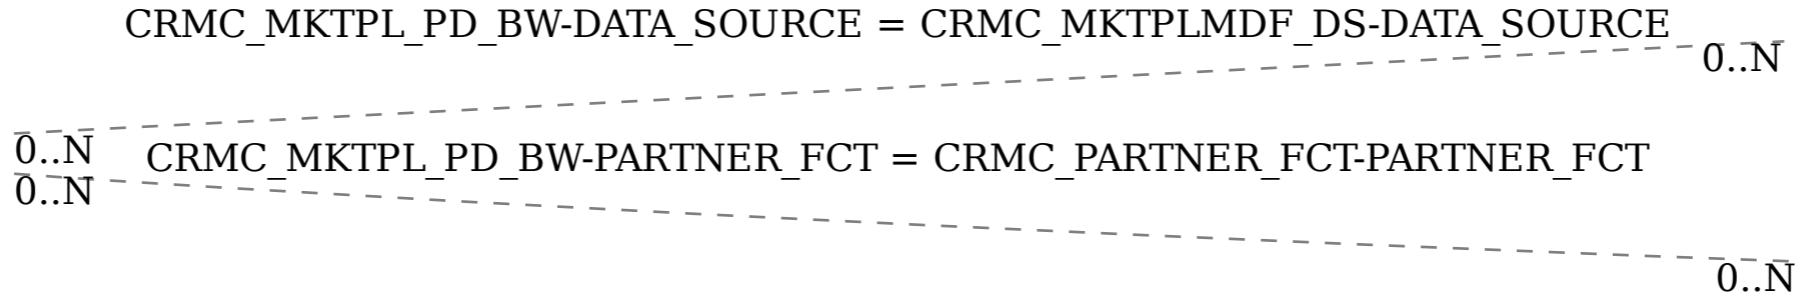 CRMC_MKTPL_PD_BW-DATA_SOURCE = CRMC_MKTPLMDF_DS-DATA_SOURCE
0..N
0..N
CRMC_MKTPL_PD_BW-PARTNER_FCT = CRMC_PARTNER_FCT-PARTNER_FCT
0..N
0..N